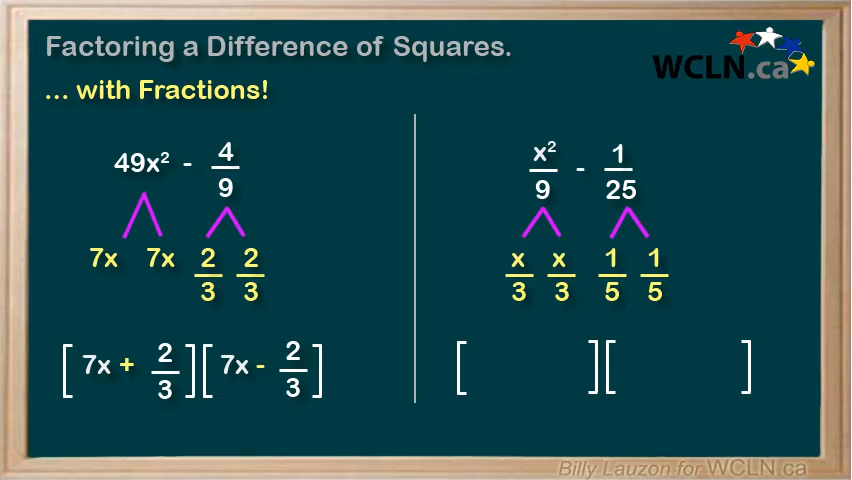 Factoring a Difference of Squares.
WCLN.ca
... with Fractions!
49x² - 4/9
7x 7x 2/3 2/3
[7x + 2/3][7x - 2/3]
x²/9 - 1/25
x/3 x/3 1/5 1/5
[ ][ ]
Billy Lauzon for WCLN.ca